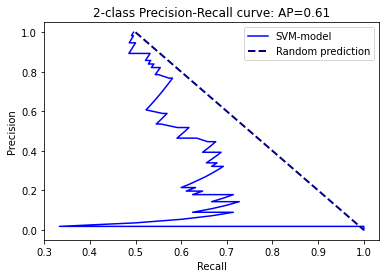 2-class Precision-Recall curve: AP=0.61
SVM-model
Random prediction
Precision
1.0
0.8
0.6
0.4
0.2
0.0
0.3 0.4 0.5 0.6 0.7 0.8 0.9 1.0
Recall